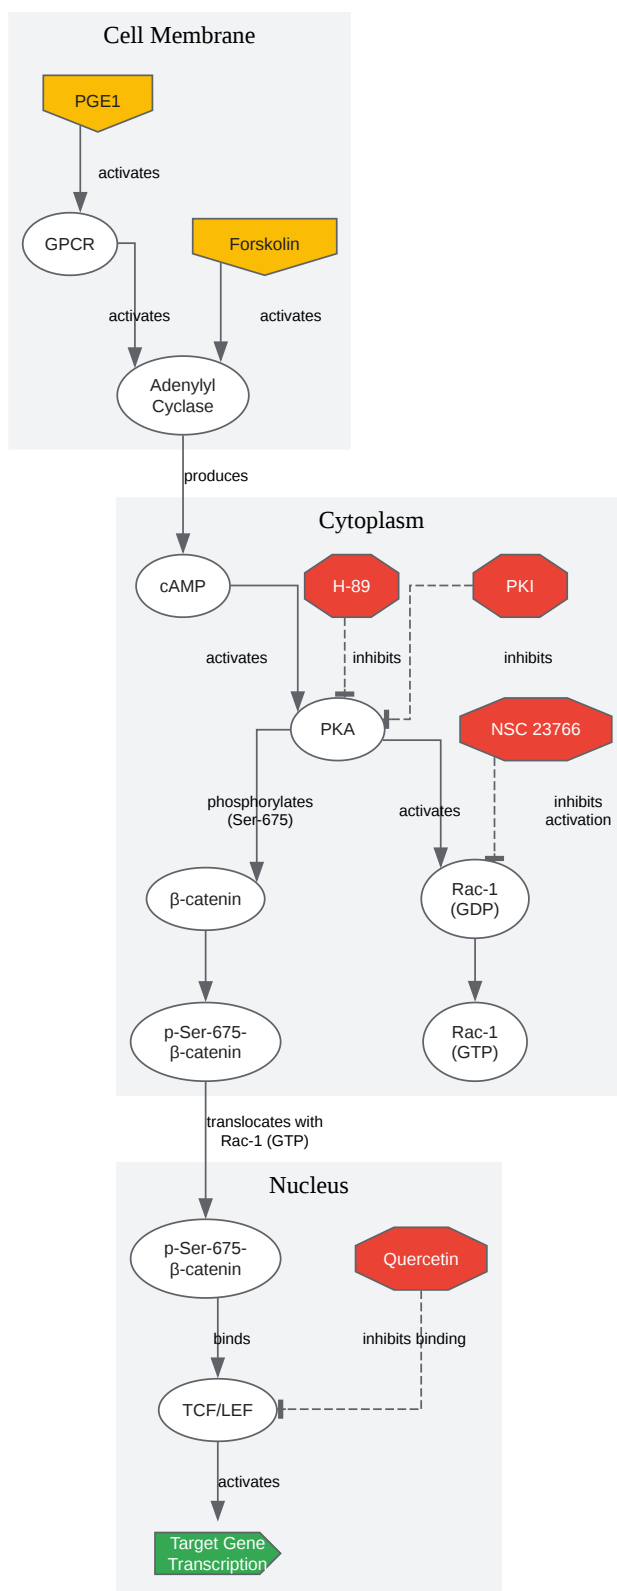 Cell Membrane
PGE1
activates
GPCR
Forskolin
activates
activates
Adenylyl
Cyclase
produces
Cytoplasm
cAMP
H-89
PKI
activates
inhibits
inhibits
PKA
NSC 23766
phosphorylates
(Ser-675)
activates
inhibits
activation
β-catenin
Rac-1
(GDP)
p-Ser-675-
β-catenin
Rac-1
(GTP)
translocates with
Rac-1 (GTP)
Nucleus
p-Ser-675-
β-catenin
Quercetin
binds
inhibits binding
TCF/LEF
activates
Target Gene
Transcription